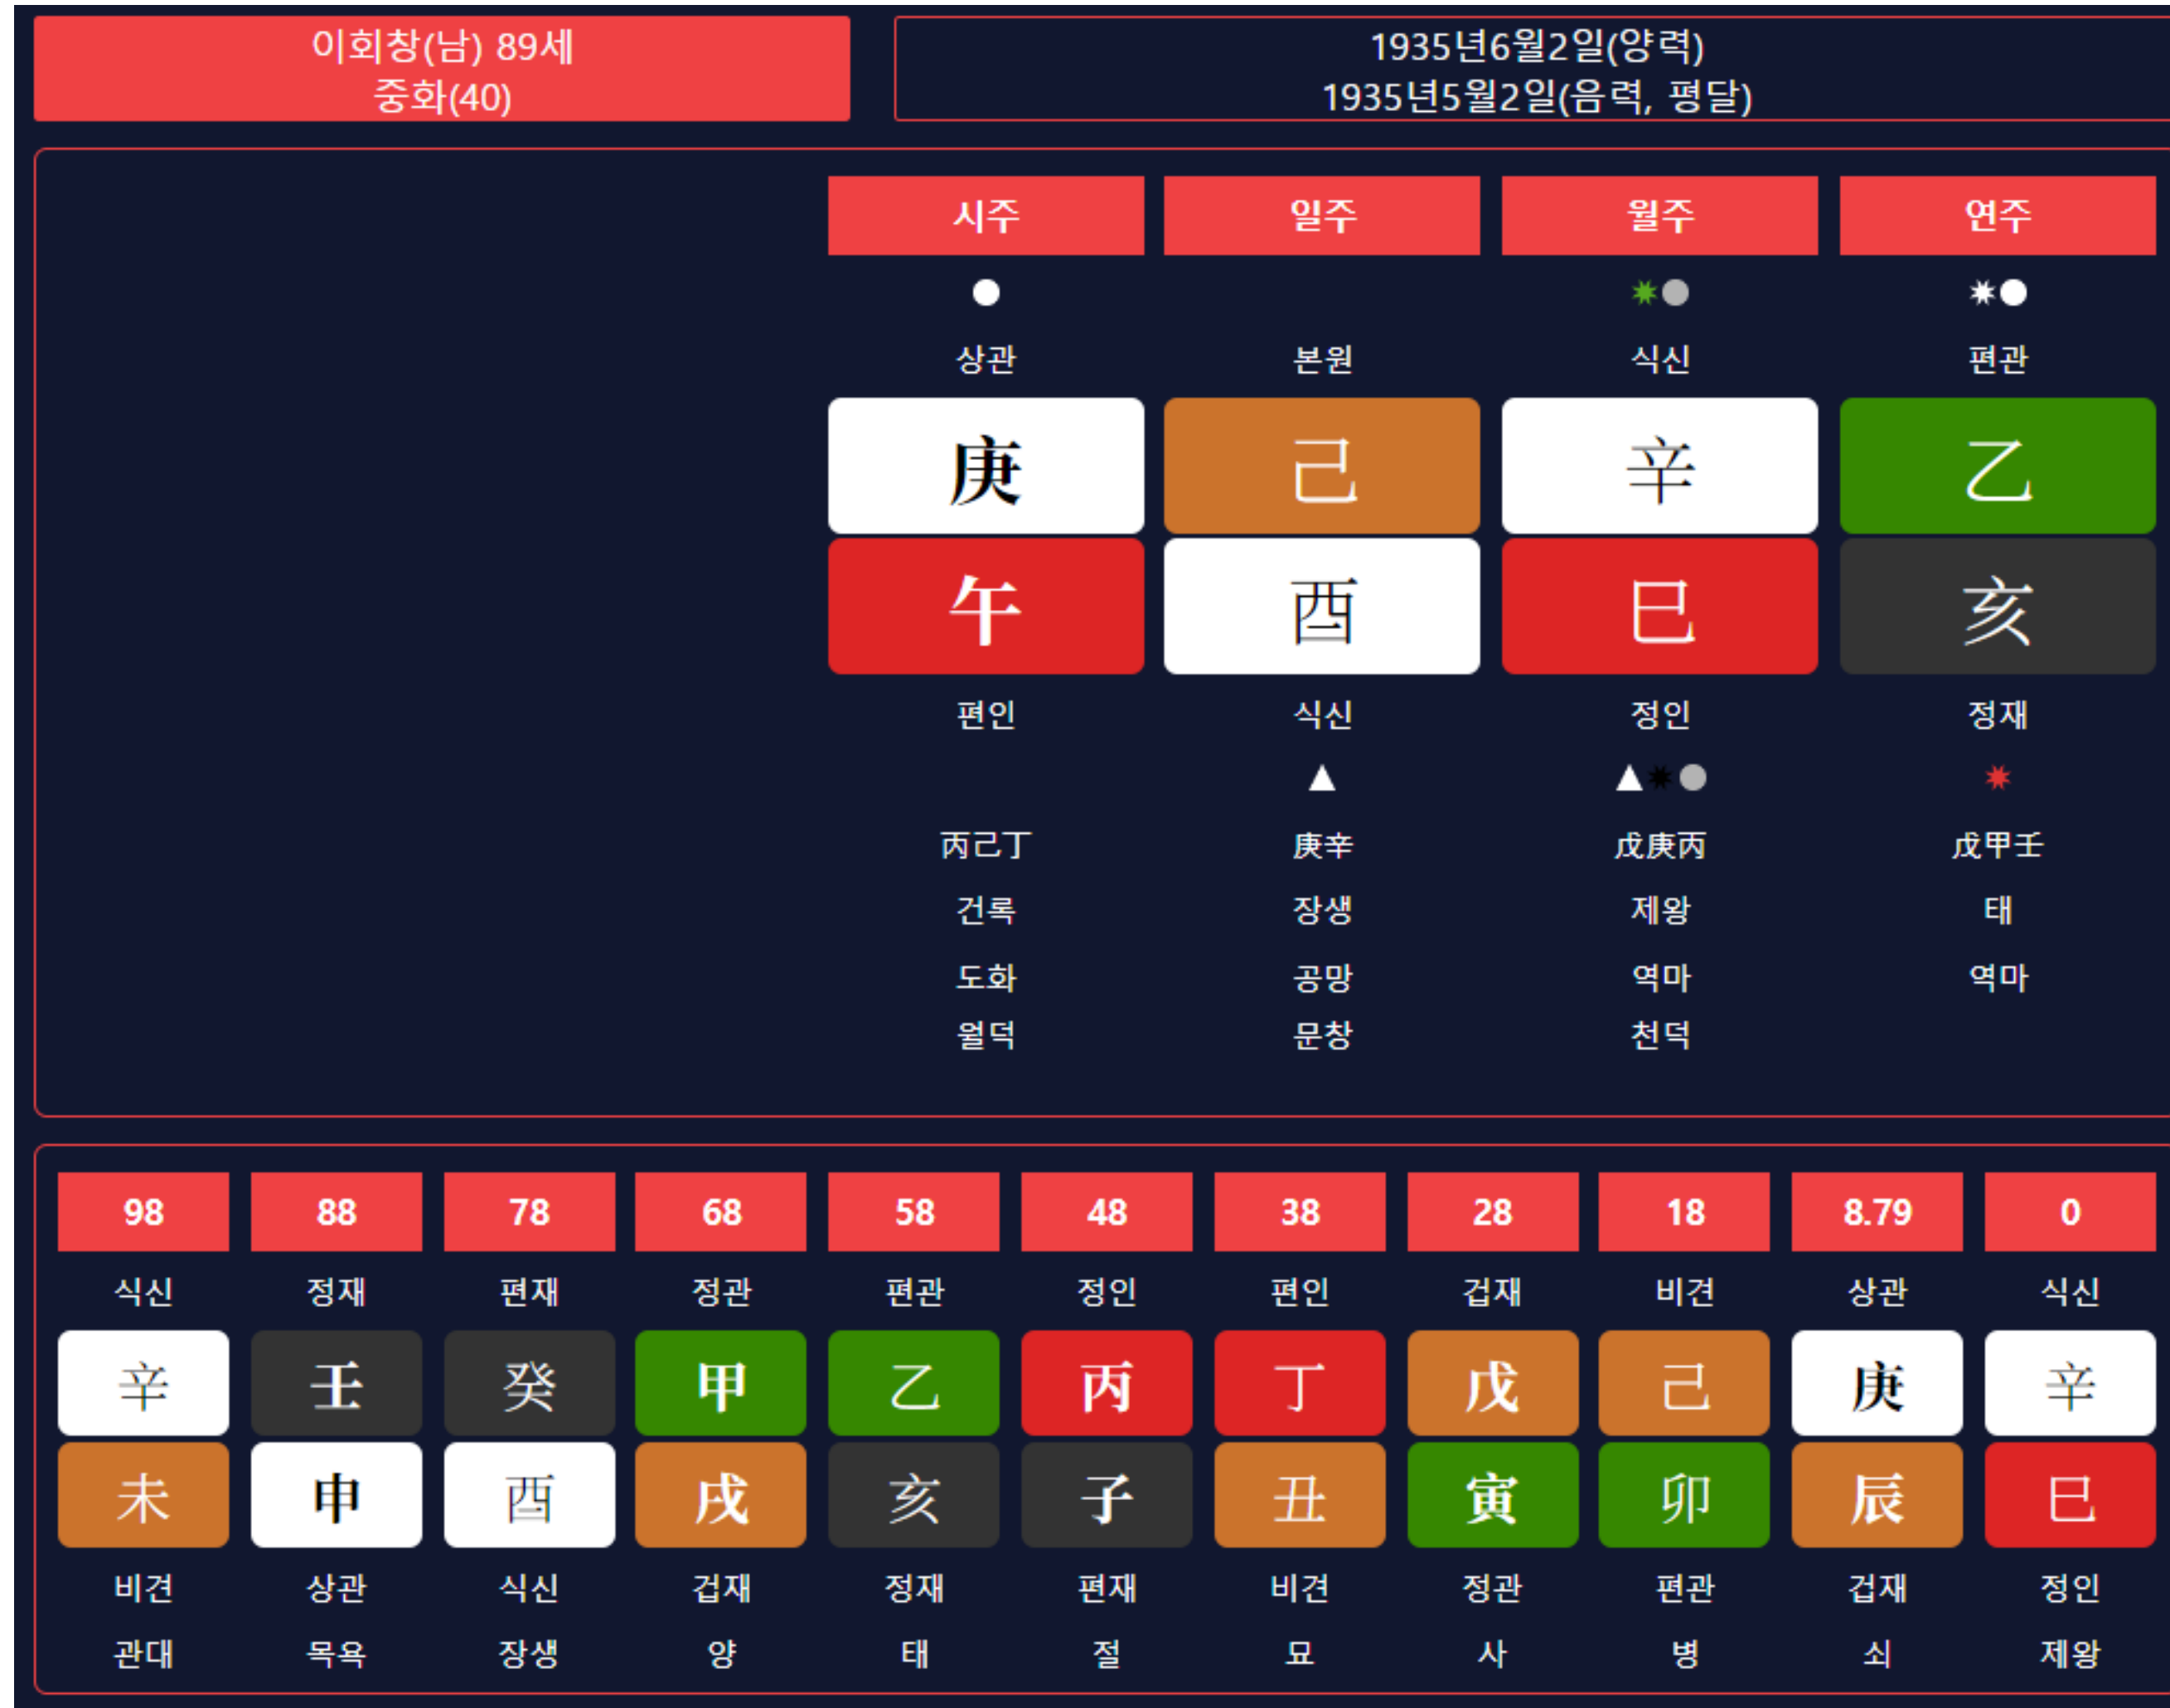 이회창(남) 89세
중화(40)
1935년6월2일(양력)
1935년5월2일(음력, 평달)
시주 일주 월주 연주
상관 본원 식신 편관
庚 己 辛 乙
午 酉 巳 亥
편인 식신 정인 정재
丙己丁 庚辛 戊庚丙 戊甲壬
건록 장생 제왕 태
도화 공망 역마 역마
월덕 문창 천덕
98 88 78 68 58 48 38 28 18 8.79 0
식신 정재 편재 정관 편관 정인 편인 겁재 비견 상관 식신
辛 壬 癸 甲 乙 丙 丁 戊 己 庚 辛
未 申 酉 戌 亥 子 丑 寅 卯 辰 巳
비견 상관 식신 겁재 정재 편재 비견 정관 편관 겁재 정인
관대 목욕 장생 양 태 절 묘 사 병 쇠 제왕